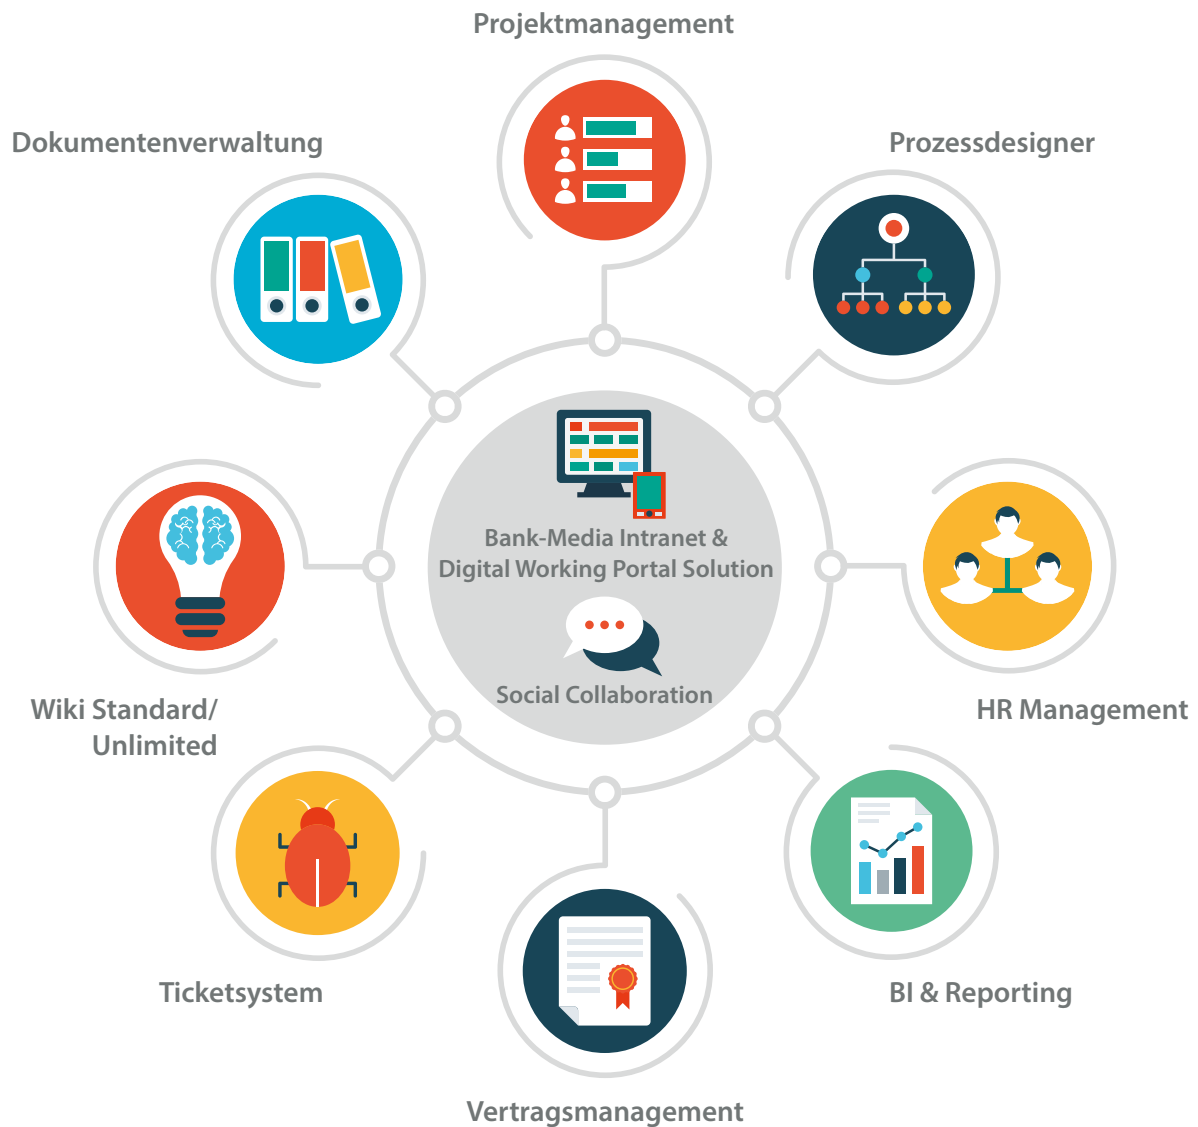 Projektmanagement
Dokumentenverwaltung
Prozessdesigner
Bank-Media Intranet &
Digital Working Portal Solution
Social Collaboration
Wiki Standard/
Unlimited
HR Management
Ticketsystem
BI & Reporting
Vertragsmanagement